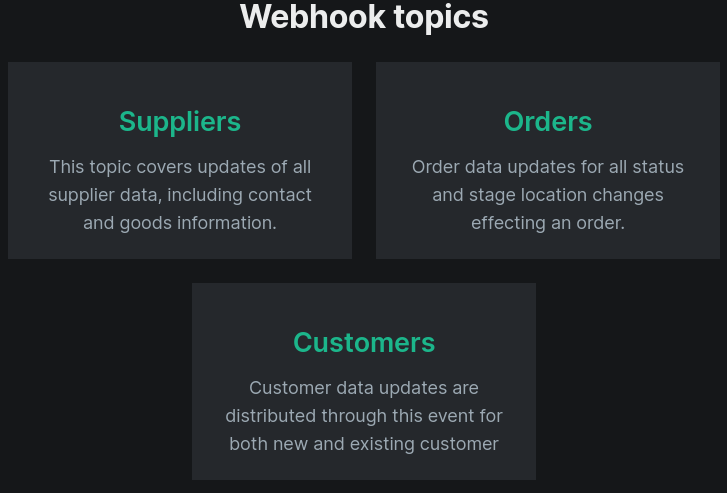 Webhook topics
Suppliers
This topic covers updates of all
supplier data, including contact
and goods information.
Orders
Order data updates for all status
and stage location changes
effecting an order.
Customers
Customer data updates are
distributed through this event for
both new and existing customer